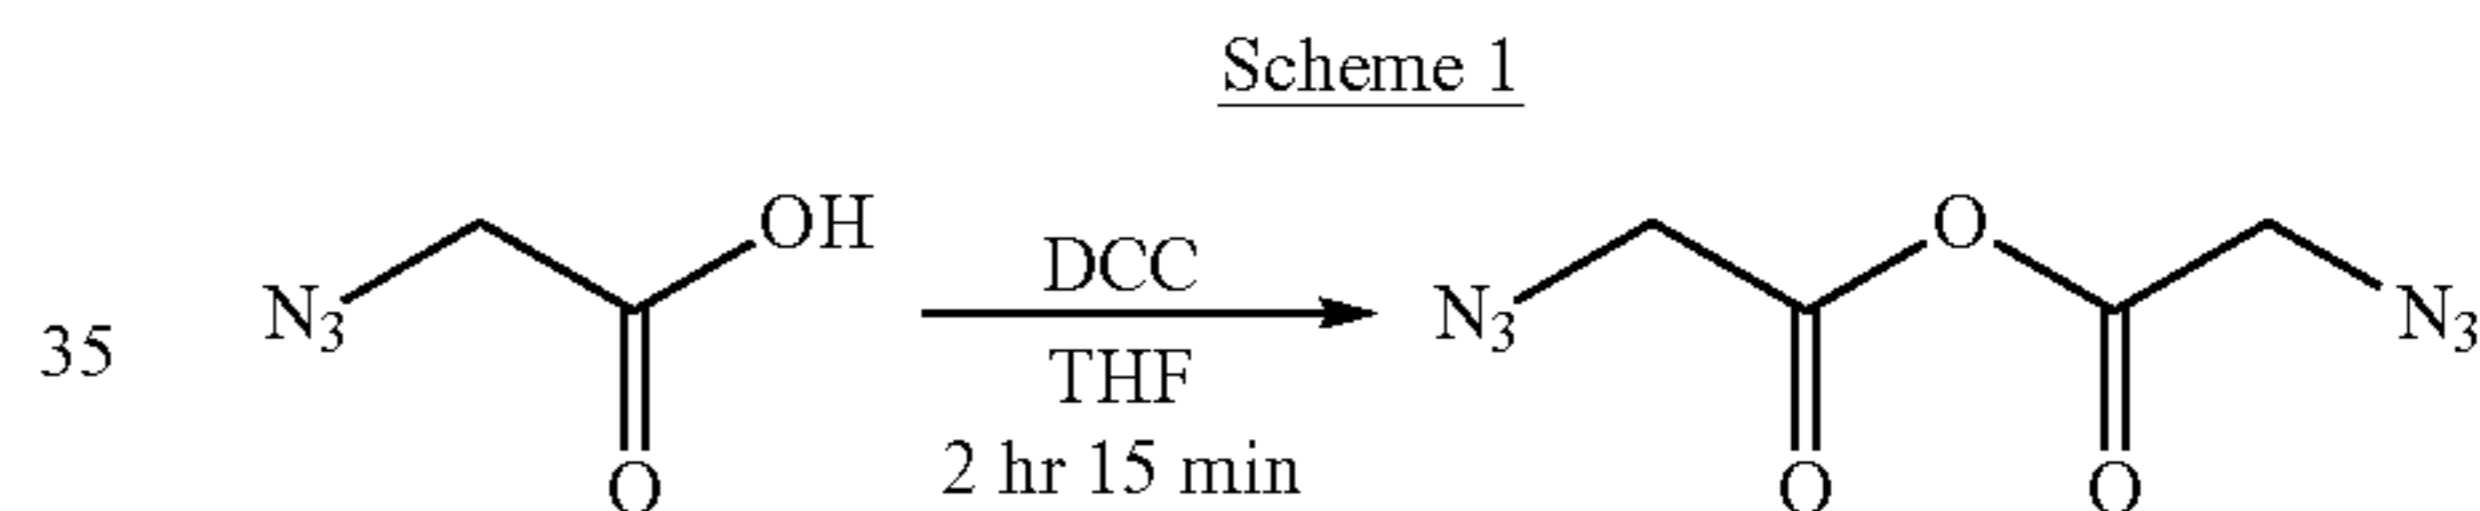 Scheme 1
35 N3 OH O DCC THF 2 hr 15 min N3 O O O N3